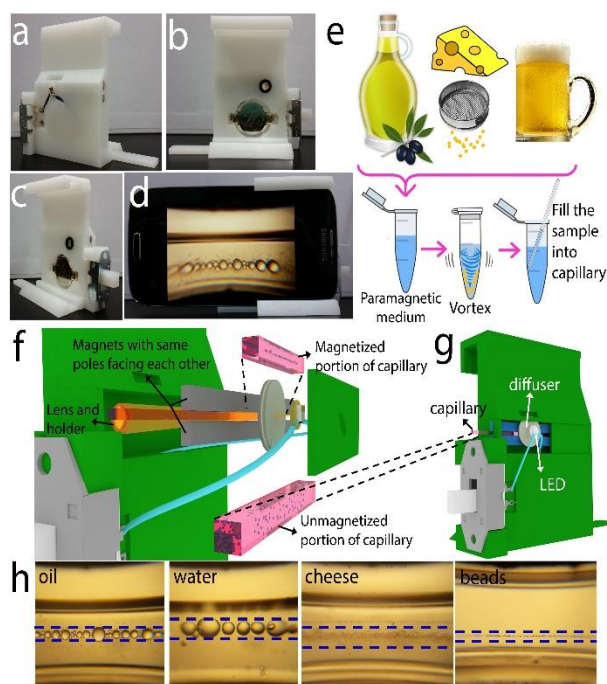 a
b
c
d
SAMSUNG
e
Paramagnetic
medium
Vortex
Fill the
sample
into
capillary
f
Magnets with same
poles facing each other
Lens and
holder
Magnetized
portion of capillary
Unmagnetized
portion of capillary
g
diffuser
capillary
LED
h
oil
water
cheese
beads